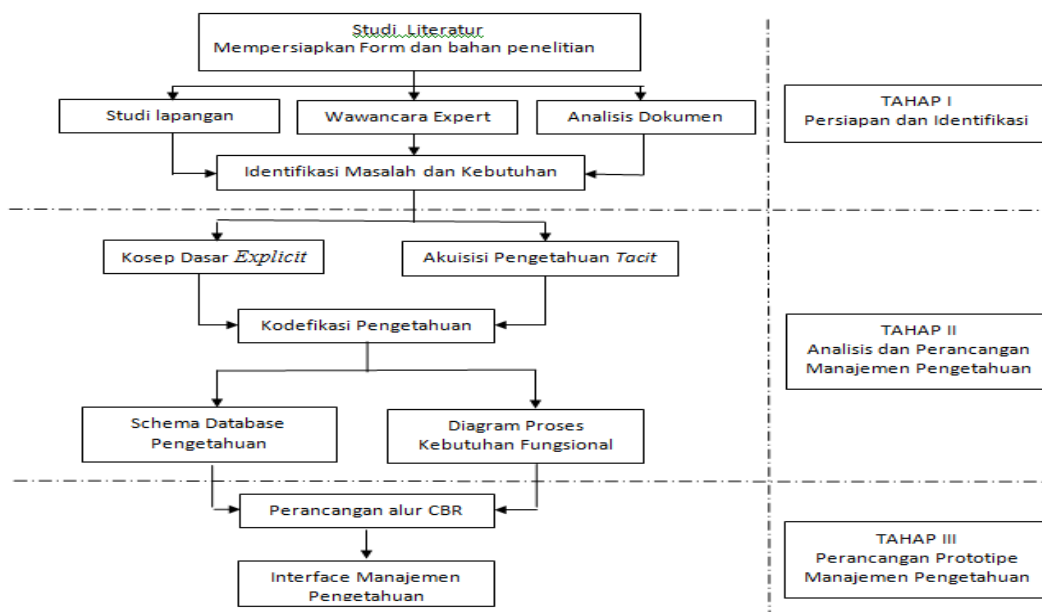 Studi Literatur
Mempersiapkan Form dan bahan penelitian
Studi lapangan
Wawancara Expert
Analisis Dokumen
Identifikasi Masalah dan Kebutuhan
TAHAP I
Persiapan dan Identifikasi
Kosep Dasar Explicit
Akuisisi Pengetahuan Tacit
Kodefikasi Pengetahuan
Schema Database
Pengetahuan
Diagram Proses
Kebutuhan Fungsional
TAHAP II
Analisis dan Perancangan
Manajemen Pengetahuan
Perancangan alur CBR
Interface Manajemen
Pengetahuan
TAHAP III
Perancangan Prototipe
Manajemen Pengetahuan